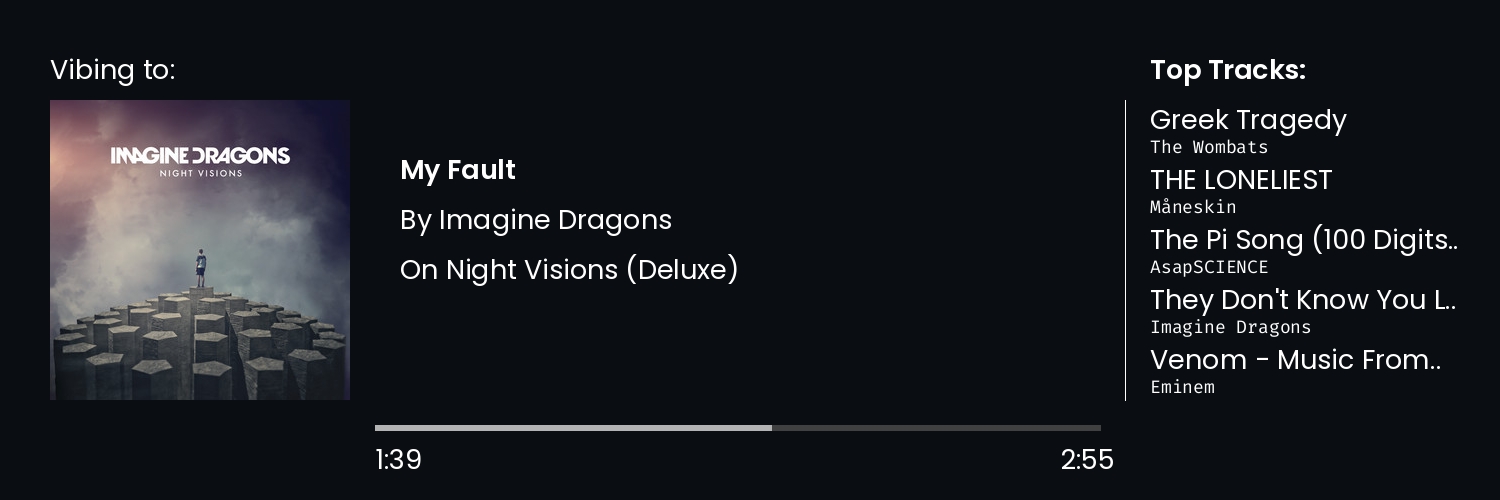 Vibing to:
IMAGINE DRAGONS
NIGHT VISIONS
My Fault
By Imagine Dragons
On Night Visions (Deluxe)
1:39
2:55
Top Tracks:
Greek Tragedy
The Wombats
THE LONELIEST
Måneskin
The Pi Song (100 Digits..
AsapSCIENCE
They Don't Know You L..
Imagine Dragons
Venom - Music From..
Eminem